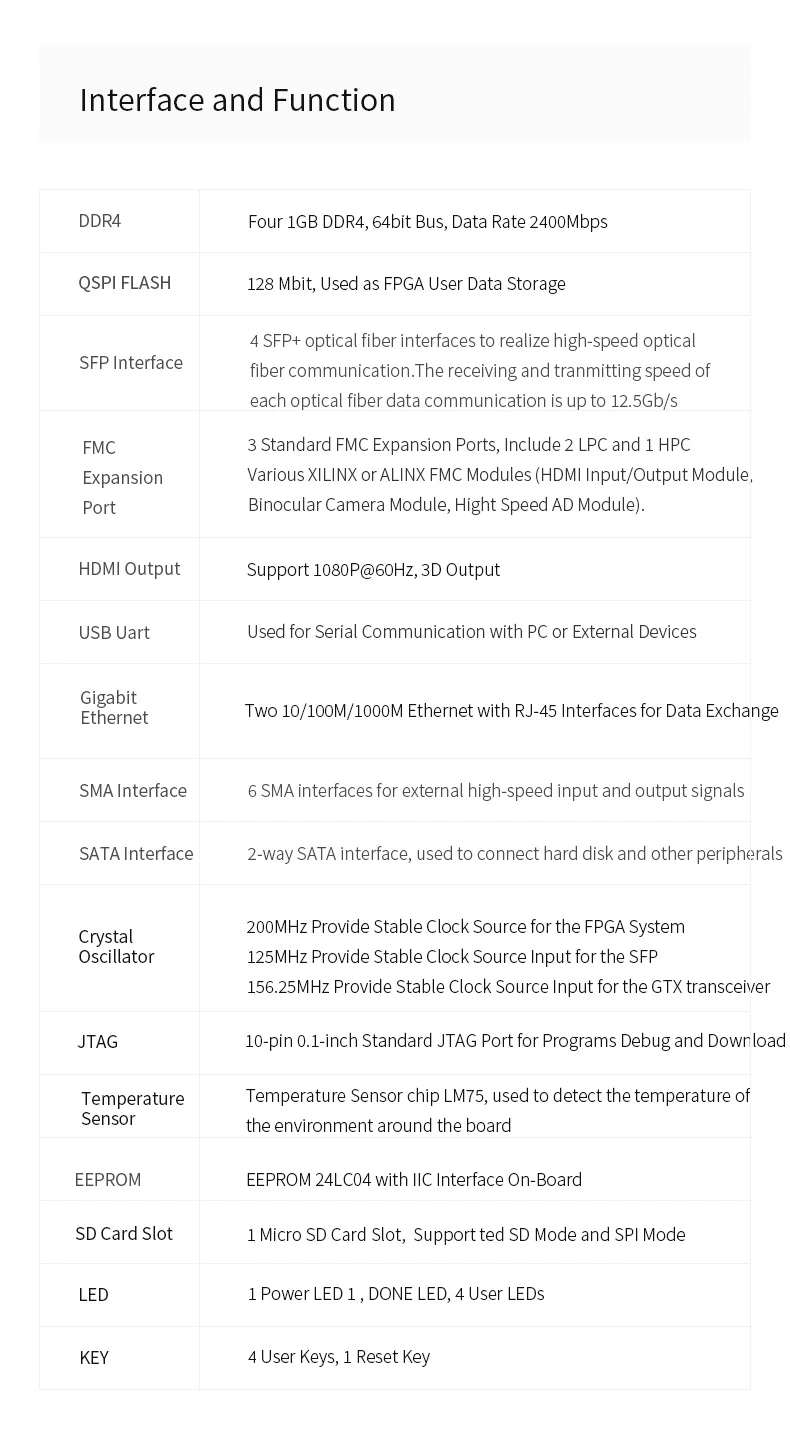 Interface and Function
DDR4
Four 1GB DDR4, 64bit Bus, Data Rate 2400Mbps
QSPI FLASH
128 Mbit, Used as FPGA User Data Storage
SFP Interface
4 SFP+ optical fiber interfaces to realize high-speed optical
fiber communication.The receiving and tranmitting speed of
each optical fiber data communication is up to 12.5Gb/s
FMC
Expansion
Port
3 Standard FMC Expansion Ports, Include 2 LPC and 1 HPC
Various XILINX or ALINX FMC Modules (HDMI Input/Output Module,
Binocular Camera Module, Hight Speed AD Module).
HDMI Output
Support 1080P@60Hz, 3D Output
USB Uart
Used for Serial Communication with PC or External Devices
Gigabit
Ethernet
Two 10/100M/1000M Ethernet with RJ-45 Interfaces for Data Exchange
SMA Interface
6 SMA interfaces for external high-speed input and output signals
SATA Interface
2-way SATA interface, used to connect hard disk and other peripherals
Crystal
Oscillator
200MHz Provide Stable Clock Source for the FPGA System
125MHz Provide Stable Clock Source Input for the SFP
156.25MHz Provide Stable Clock Source Input for the GTX transceiver
JTAG
10-pin 0.1-inch Standard JTAG Port for Programs Debug and Download
Temperature
Sensor
Temperature Sensor chip LM75, used to detect the temperature of
the environment around the board
EEPROM
EEPROM 24LC04 with IIC Interface On-Board
SD Card Slot
1 Micro SD Card Slot, Support ted SD Mode and SPI Mode
LED
1 Power LED 1 , DONE LED, 4 User LEDs
KEY
4 User Keys, 1 Reset Key